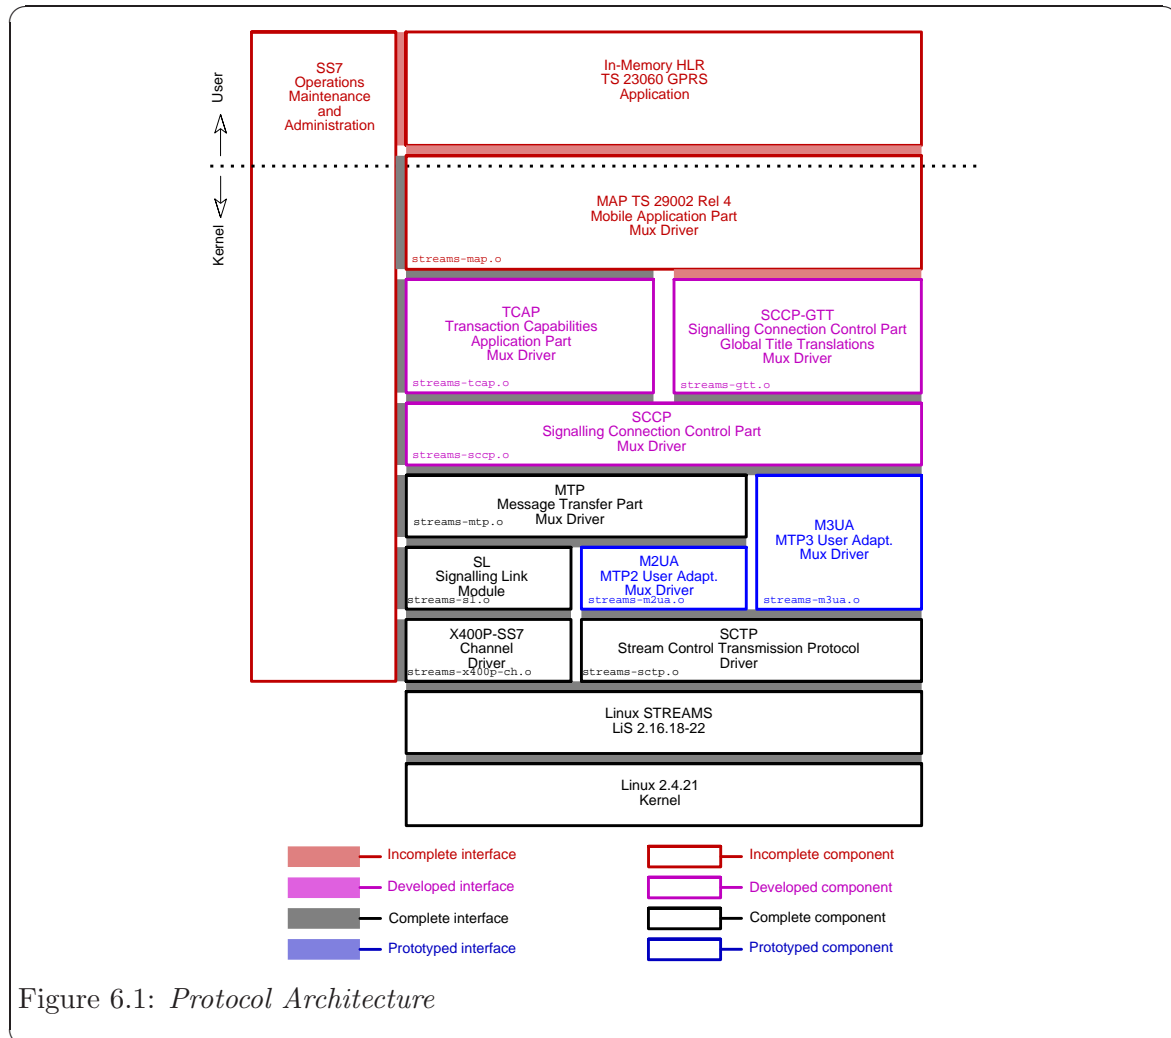 User
Kernel
SS7
Operations
Maintenance
and
Administration
In-Memory HLR
TS 23060 GPRS
Application
MAP TS 29002 Rel 4
Mobile Application Part
Mux Driver
streams-map.o
TCAP
Transaction Capabilities
Application Part
Mux Driver
streams-tcap.o
SCCP-GTT
Signalling Connection Control Part
Global Title Translations
Mux Driver
streams-gtt.o
SCCP
Signalling Connection Control Part
Mux Driver
streams-sccp.o
MTP
Message Transfer Part
Mux Driver
streams-mtp.o
M3UA
MTP3 User Adapt.
Mux Driver
streams-m3ua.o
SL
Signalling Link
Module
streams-sl.o
M2UA
MTP2 User Adapt.
Mux Driver
streams-m2ua.o
X400P-SS7
Channel
Driver
streams-x400p-ch.o
SCTP
Stream Control Transmission Protocol
Driver
streams-sctp.o
Linux STREAMS
LiS 2.16.18-22
Linux 2.4.21
Kernel
Incomplete interface
Developed interface
Complete interface
Prototyped interface
Incomplete component
Developed component
Complete component
Prototyped component
Figure 6.1: Protocol Architecture